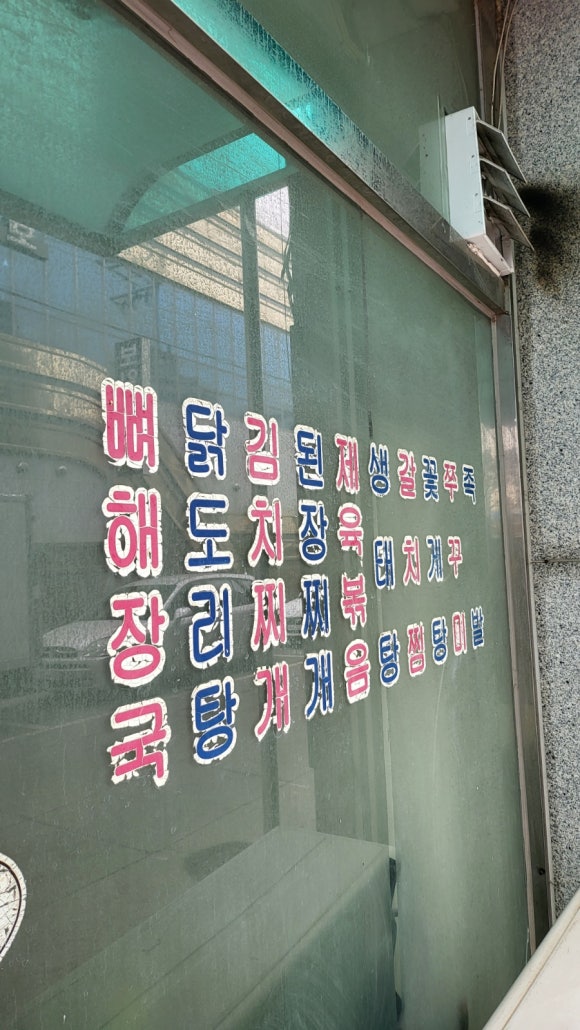 뼈해장국
닭도리탕
김치찌개
된장찌개
제육볶음
생태탕
갈치찜
꽃게탕
쭈꾸미
족발